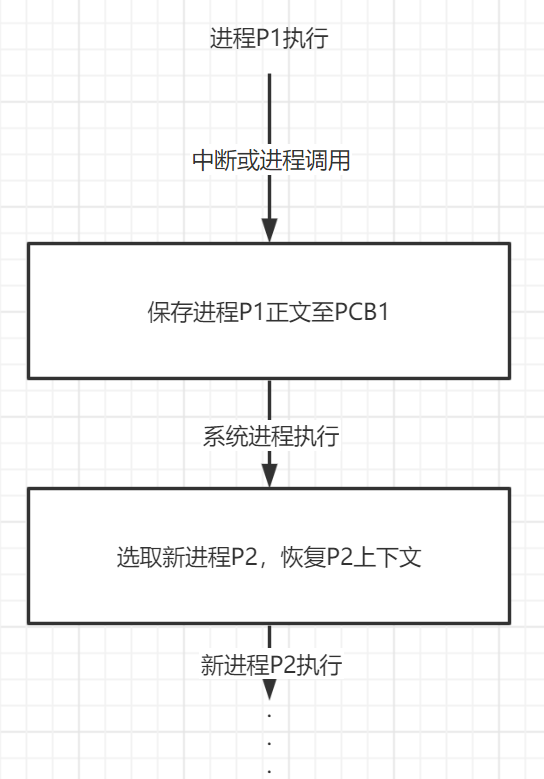 进程P1执行
中断或进程调用
保存进程P1正文至PCB1
系统进程执行
选取新进程P2，恢复P2上下文
新进程P2执行
.
.
.